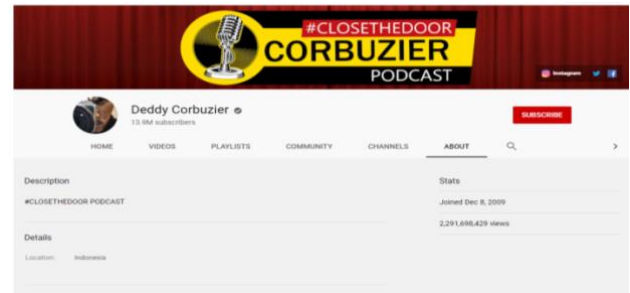 #CLOSETHEDOOR
CORBUZIER
PODCAST
Instagram
Deddy Corbuzier
13.9M subscribers
SUBSCRIBE
HOME VIDEOS PLAYLISTS COMMUNITY CHANNELS ABOUT
Description
Stats
#CLOSETHEDOOR PODCAST
Joined Dec 8, 2009
2,291,698,429 views
Details
Location: Indonesia